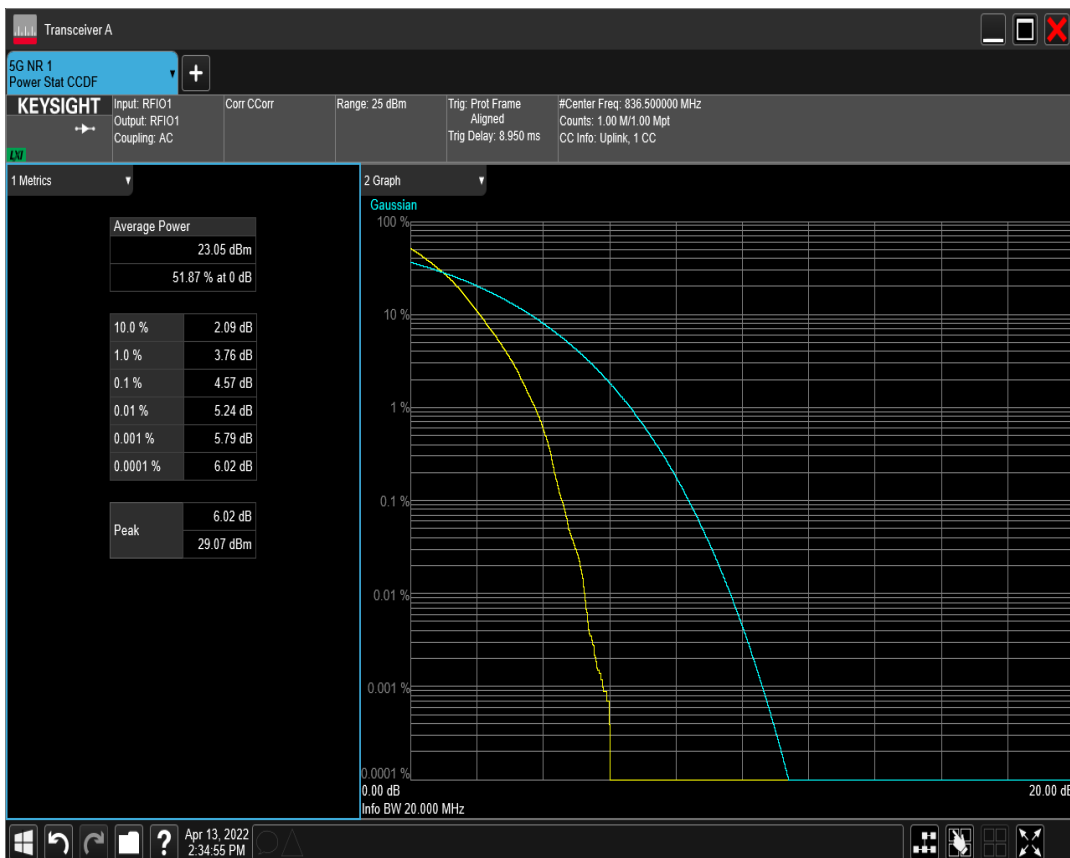 Transceiver A
5G NR 1
Power Stat CCDF
KEYSIGHT
LXI
Input: RFIO1
Output: RFIO1
Coupling: AC
Corr CCorr
Range: 25 dBm
Trig: Prot Frame
Aligned
Trig Delay: 8.950 ms
#Center Freq: 836.500000 MHz
Counts: 1.00 M/1.00 Mpt
CC Info: Uplink, 1 CC
1 Metrics
Average Power
23.05 dBm
51.87 % at 0 dB
10.0 % 2.09 dB
1.0 % 3.76 dB
0.1 % 4.57 dB
0.01 % 5.24 dB
0.001 % 5.79 dB
0.0001 % 6.02 dB
Peak
6.02 dB
29.07 dBm
2 Graph
Gaussian
100 %
10 %
1 %
0.1 %
0.01 %
0.001 %
0.0001 %
0.00 dB 20.00 dB
Info BW 20.000 MHz
?
Apr 13, 2022
2:34:55 PM